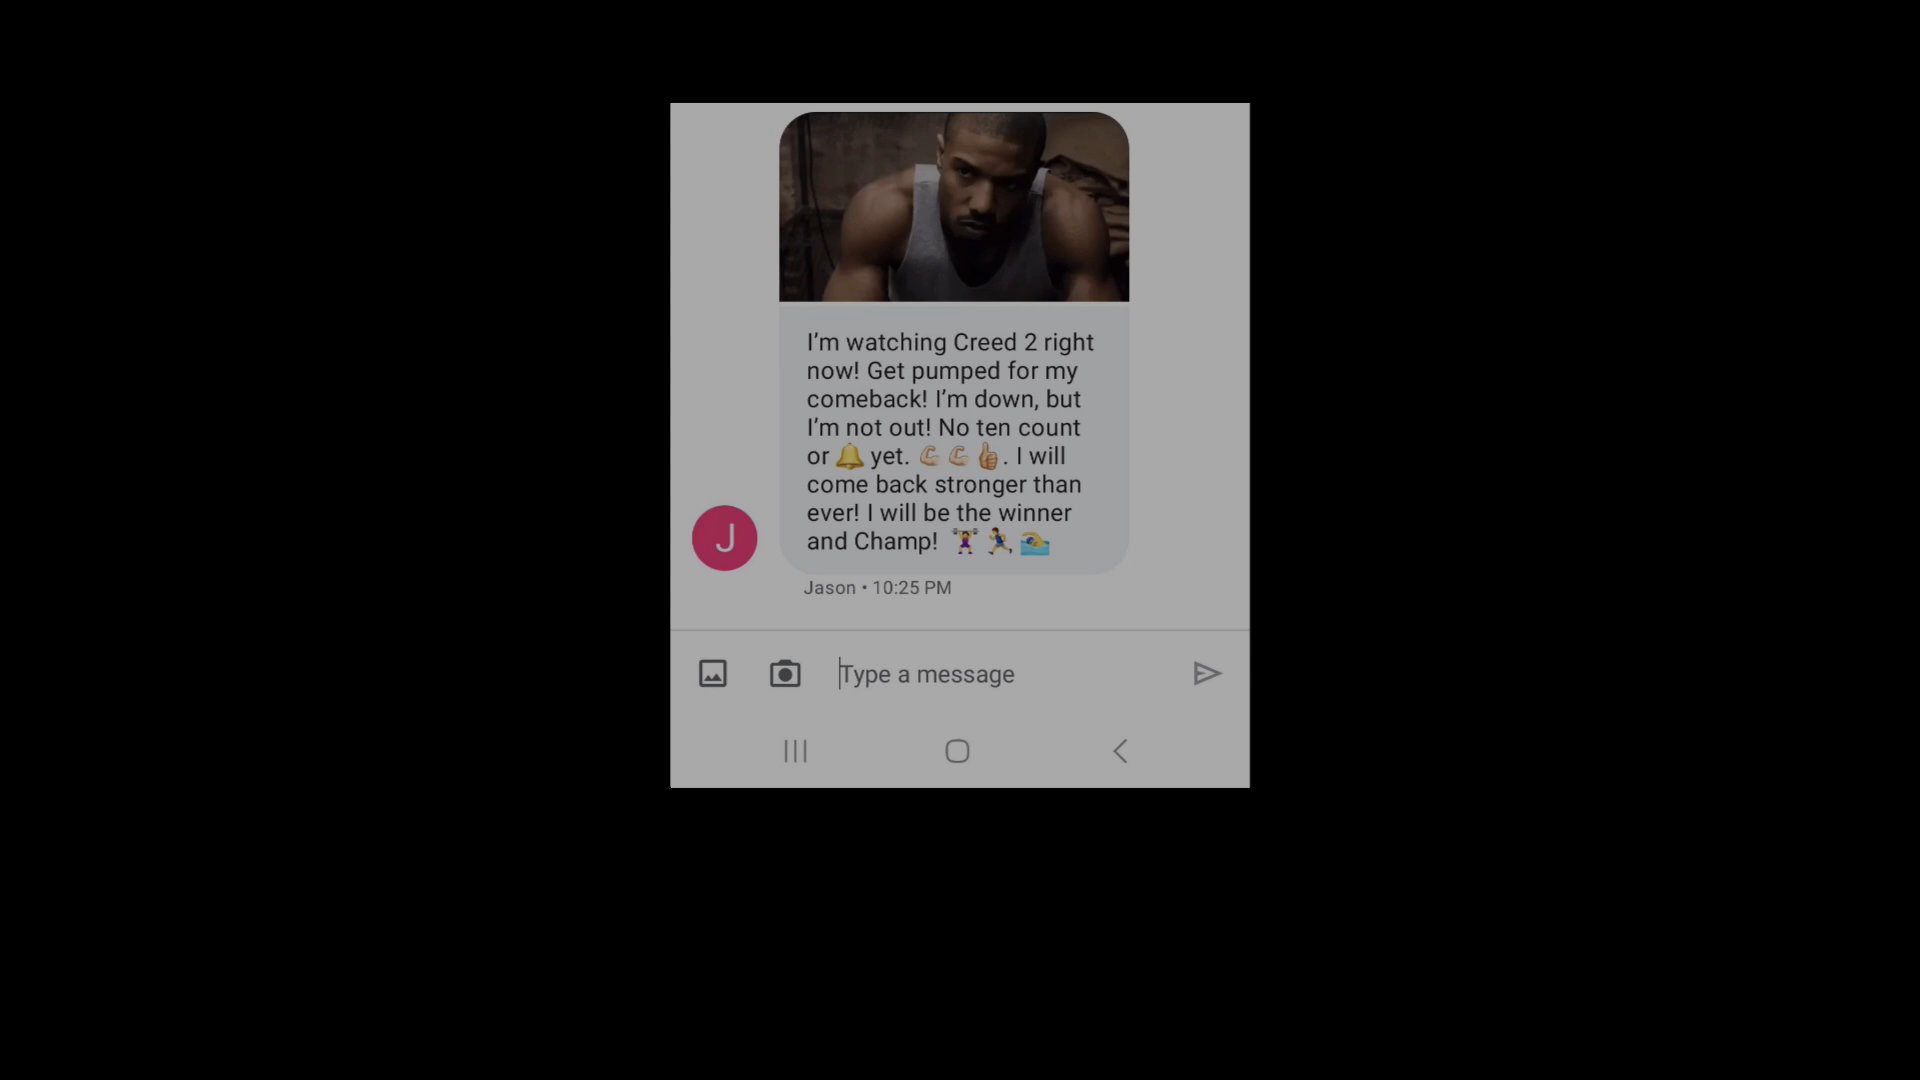 I’m watching Creed 2 right
now! Get pumped for my
comeback! I’m down, but
I’m not out! No ten count
or 🔔 yet. 💪🏻💪🏻👍🏻. I will
come back stronger than
ever! I will be the winner
and Champ! 🏋️‍♀️🏃‍♂️🏊
J
Jason • 10:25 PM
Type a message